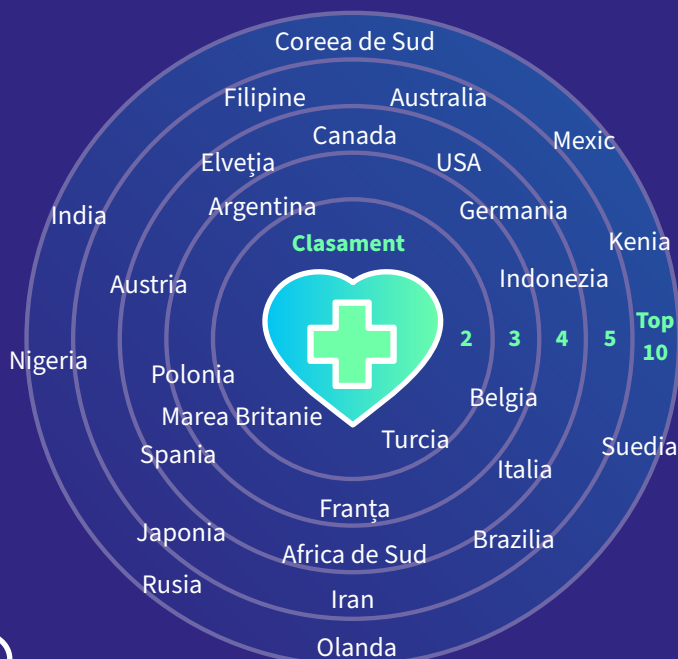 Coreea de Sud
Filipine
Australia
Canada
Mexic
Elveția
USA
Argentina
Germania
India
Clasament
Kenia
Indonezia
Austria
Top
10
2
3
4
5
Nigeria
Polonia
Belgia
Marea Britanie
Turcia
Suedia
Spania
Italia
Franța
Japonia
Brazilia
Africa de Sud
Rusia
Iran
Olanda